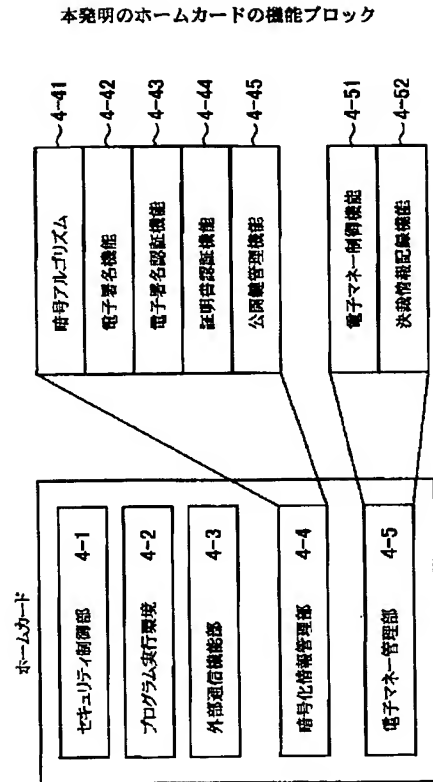 本発明のホームカードの機能ブロック
ホームカード
セキュリティ制御部 4-1
プログラム実行環境 4-2
外部通信機能部 4-3
暗号化情報管理部 4-4
電子マネー管理部 4-5
暗号アルゴリズム 4-41
電子署名機能 4-42
電子署名認証機能 4-43
証明書認証機能 4-44
公開鍵管理機能 4-45
電子マネー制御機能 4-51
決裁情報記録機能 4-52